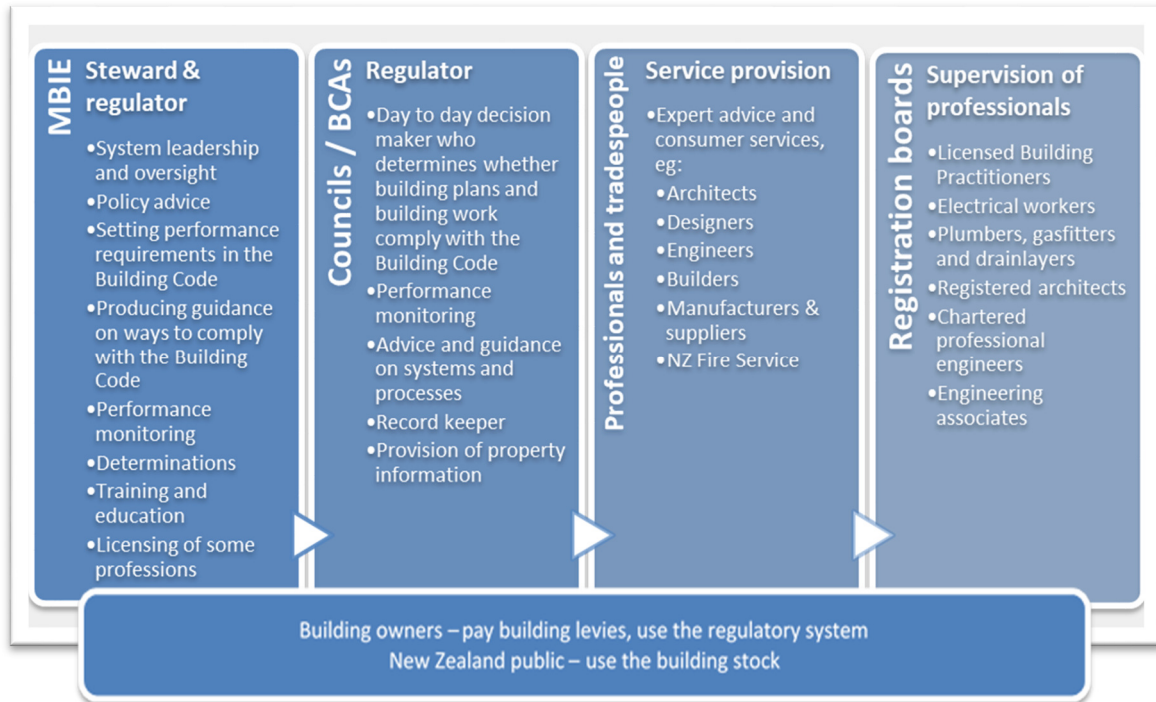 MBIE
Steward &
regulator
•System leadership
and oversight
•Policy advice
•Setting performance
requirements in the
Building Code
•Producing guidance
on ways to comply
with the Building
Code
•Performance
monitoring
•Determinations
•Training and
education
•Licensing of some
professions
Councils / BCAs
Regulator
•Day to day decision
maker who
determines whether
building plans and
building work
comply with the
Building Code
•Performance
monitoring
•Advice and guidance
on systems and
processes
•Record keeper
•Provision of property
information
Professionals and tradespeople
Service provision
•Expert advice and
consumer services,
eg:
•Architects
•Designers
•Engineers
•Builders
•Manufacturers &
suppliers
•NZ Fire Service
Registration boards
Supervision of
professionals
•Licensed Building
Practitioners
•Electrical workers
•Plumbers, gasfitters
and drainlayers
•Registered architects
•Chartered
professional
engineers
•Engineering
associates
Building owners – pay building levies, use the regulatory system
New Zealand public – use the building stock